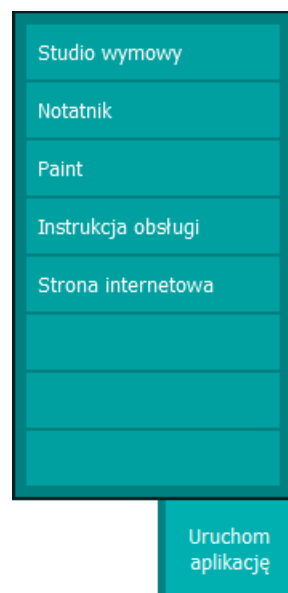 Studio wymowy
Notatnik
Paint
Instrukcja obsługi
Strona internetowa
Uruchom
aplikację